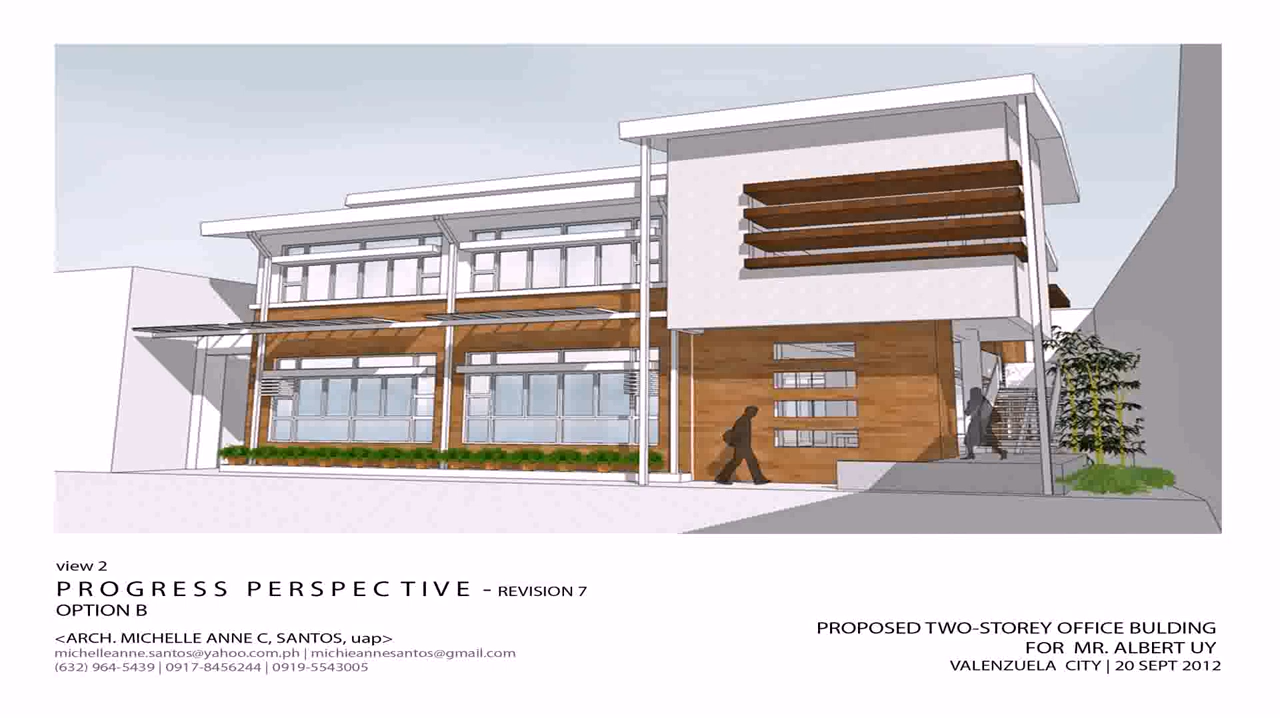 view 2
PROGRESS PERSPECTIVE - REVISION 7
OPTION B
<ARCH. MICHELLE ANNE C, SANTOS, uap>
michelleanne.santos@yahoo.com.ph | michieannesantos@gmail.com
(632) 964-5439 | 0917-8456244 | 0919-5543005
PROPOSED TWO-STOREY OFFICE BULDING
FOR MR. ALBERT UY
VALENZUELA CITY | 20 SEPT 2012